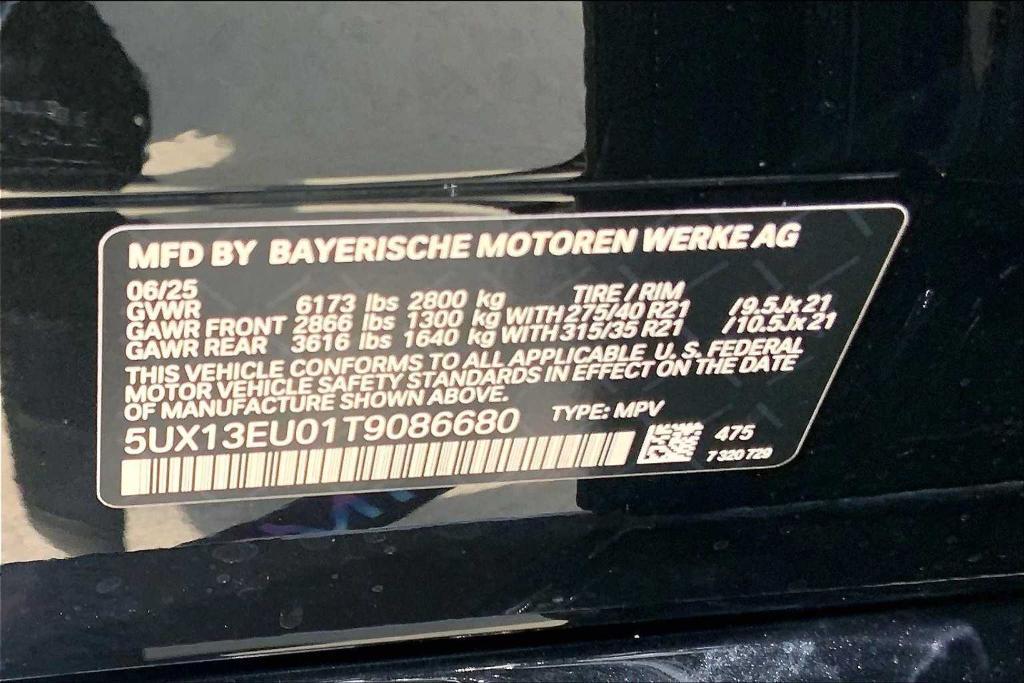 MFD BY BAYERISCHE MOTOREN WERKE AG
06/25 TIRE / RIM
GVWR 6173 lbs 2800 kg
GAWR FRONT 2866 lbs 1300 kg WITH 275/40 R21 /9.5Jx21
GAWR REAR 3616 lbs 1640 kg WITH 315/35 R21 /10.5Jx21
THIS VEHICLE CONFORMS TO ALL APPLICABLE U. S. FEDERAL
MOTOR VEHICLE SAFETY STANDARDS IN EFFECT ON THE DATE
OF MANUFACTURE SHOWN ABOVE.
5UX13EU01T9086680 TYPE: MPV
475
7 320 729